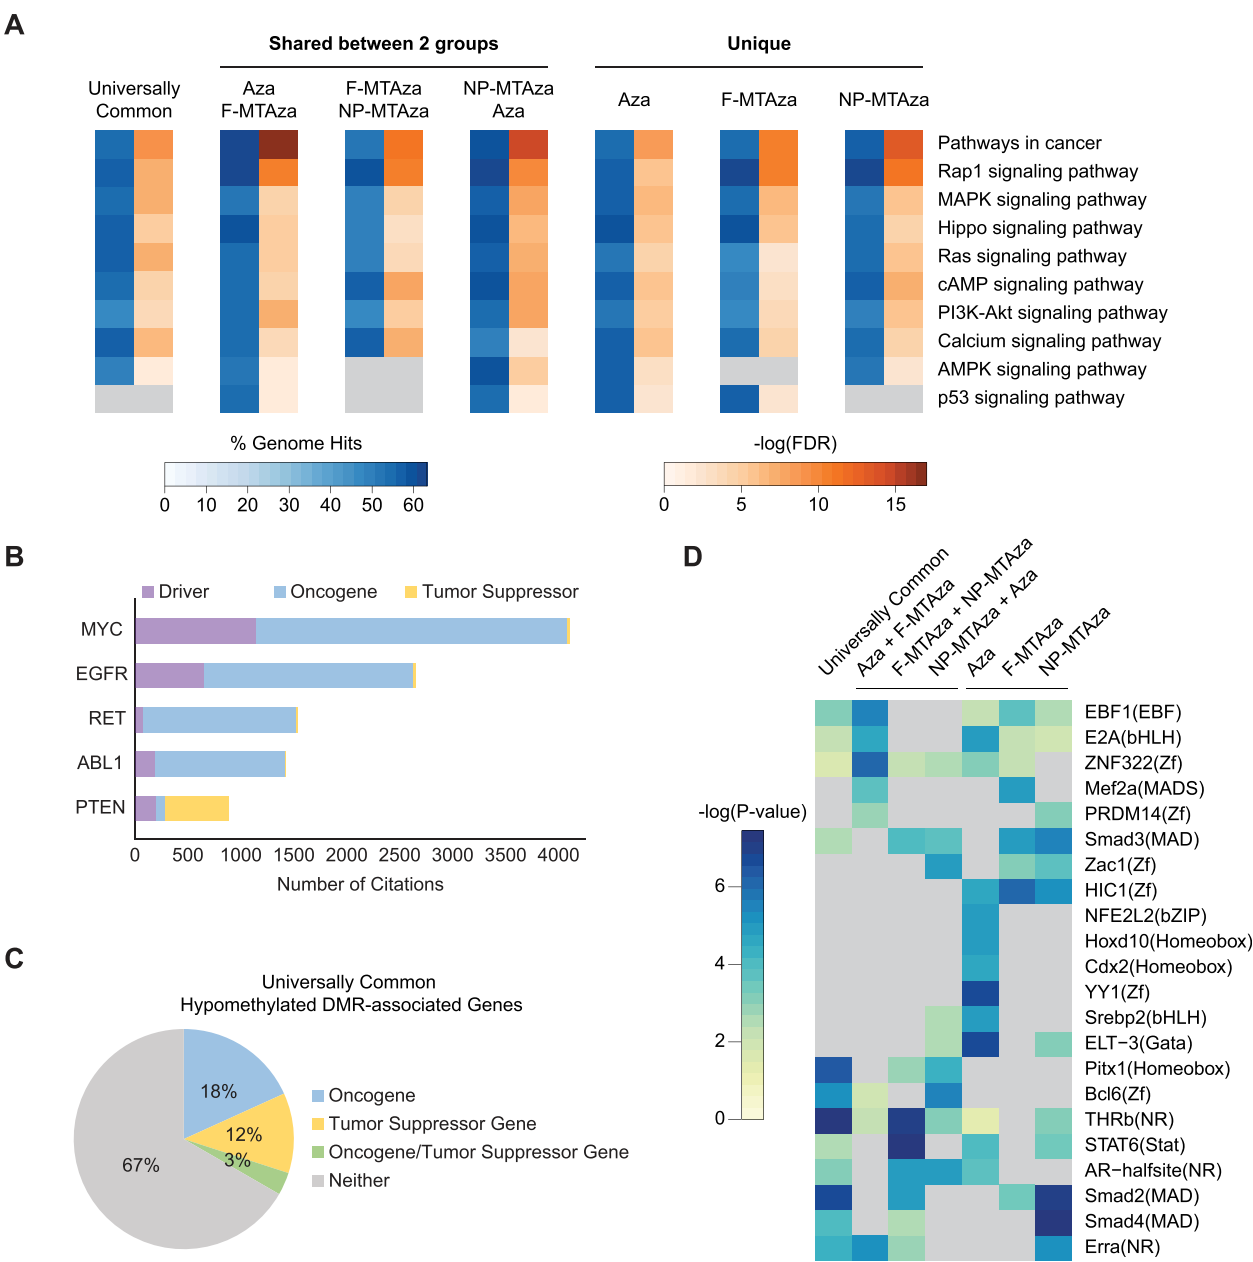 A
Shared between 2 groups
Unique
Universally
Common
Aza
F-MTAza
F-MTAza
NP-MTAza
NP-MTAza
Aza
Aza
F-MTAza
NP-MTAza
Pathways in cancer
Rap1 signaling pathway
MAPK signaling pathway
Hippo signaling pathway
Ras signaling pathway
cAMP signaling pathway
PI3K-Akt signaling pathway
Calcium signaling pathway
AMPK signaling pathway
p53 signaling pathway
% Genome Hits
0 10 20 30 40 50 60
-log(FDR)
0 5 10 15
B
Driver
Oncogene
Tumor Suppressor
MYC
EGFR
RET
ABL1
PTEN
0 500 1000 1500 2000 2500 3000 3500 4000
Number of Citations
C
Universally Common
Hypomethylated DMR-associated Genes
18%
12%
3%
67%
Oncogene
Tumor Suppressor Gene
Oncogene/Tumor Suppressor Gene
Neither
D
Universally Common
Aza + F-MTAza
F-MTAza + NP-MTAza
NP-MTAza + Aza
Aza
F-MTAza
NP-MTAza
-log(P-value)
6
4
2
0
EBF1(EBF)
E2A(bHLH)
ZNF322(Zf)
Mef2a(MADS)
PRDM14(Zf)
Smad3(MAD)
Zac1(Zf)
HIC1(Zf)
NFE2L2(bZIP)
Hoxd10(Homeobox)
Cdx2(Homeobox)
YY1(Zf)
Srebp2(bHLH)
ELT−3(Gata)
Pitx1(Homeobox)
Bcl6(Zf)
THRb(NR)
STAT6(Stat)
AR−halfsite(NR)
Smad2(MAD)
Smad4(MAD)
Erra(NR)